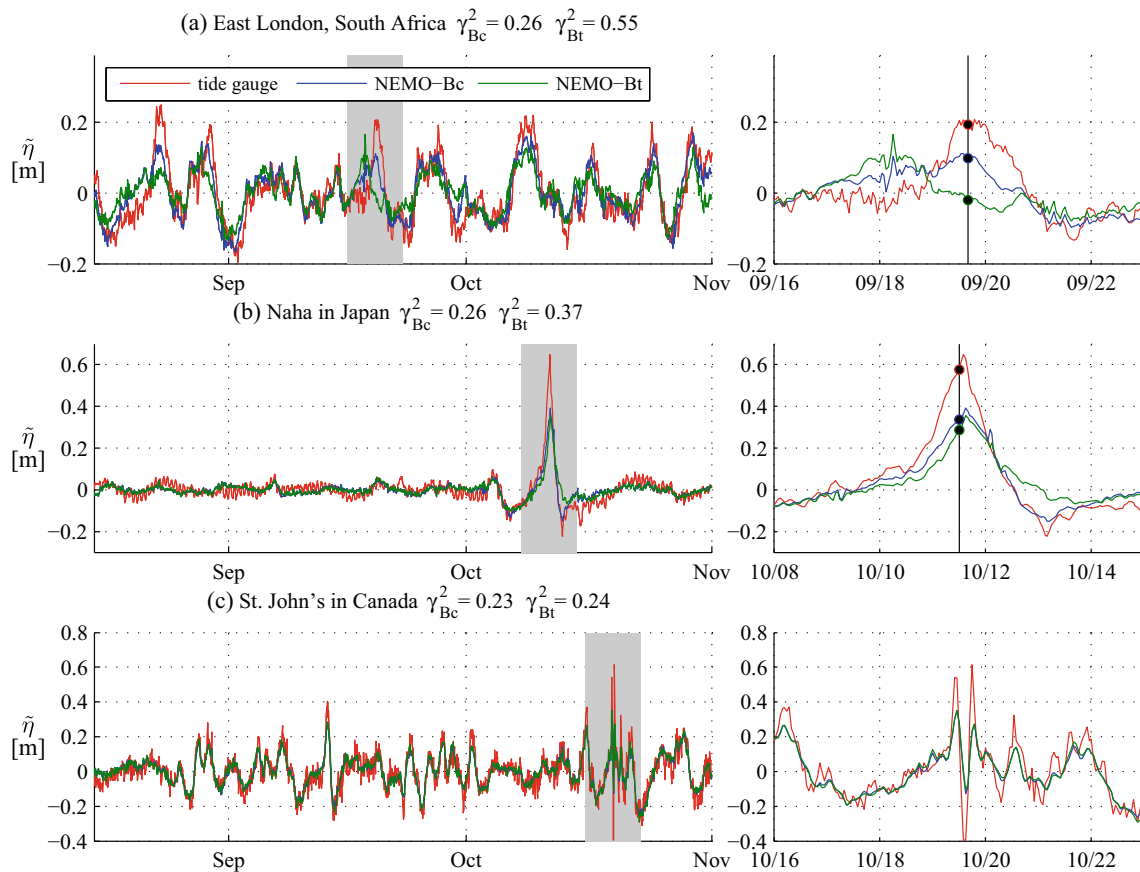 (a) East London, South Africa γ²Bc = 0.26 γ²Bt = 0.55
tide gauge NEMO−Bc NEMO−Bt
η̃
[m]
0.2
0
−0.2
Sep Oct Nov
0.2
0
−0.2
09/16 09/18 09/20 09/22
(b) Naha in Japan γ²Bc = 0.26 γ²Bt = 0.37
η̃
[m]
0.6
0.4
0.2
0
−0.2
Sep Oct Nov
0.6
0.4
0.2
0
−0.2
10/08 10/10 10/12 10/14
(c) St. John's in Canada γ²Bc = 0.23 γ²Bt = 0.24
η̃
[m]
0.8
0.6
0.4
0.2
0
−0.2
−0.4
Sep Oct Nov
0.8
0.6
0.4
0.2
0
−0.2
−0.4
10/16 10/18 10/20 10/22